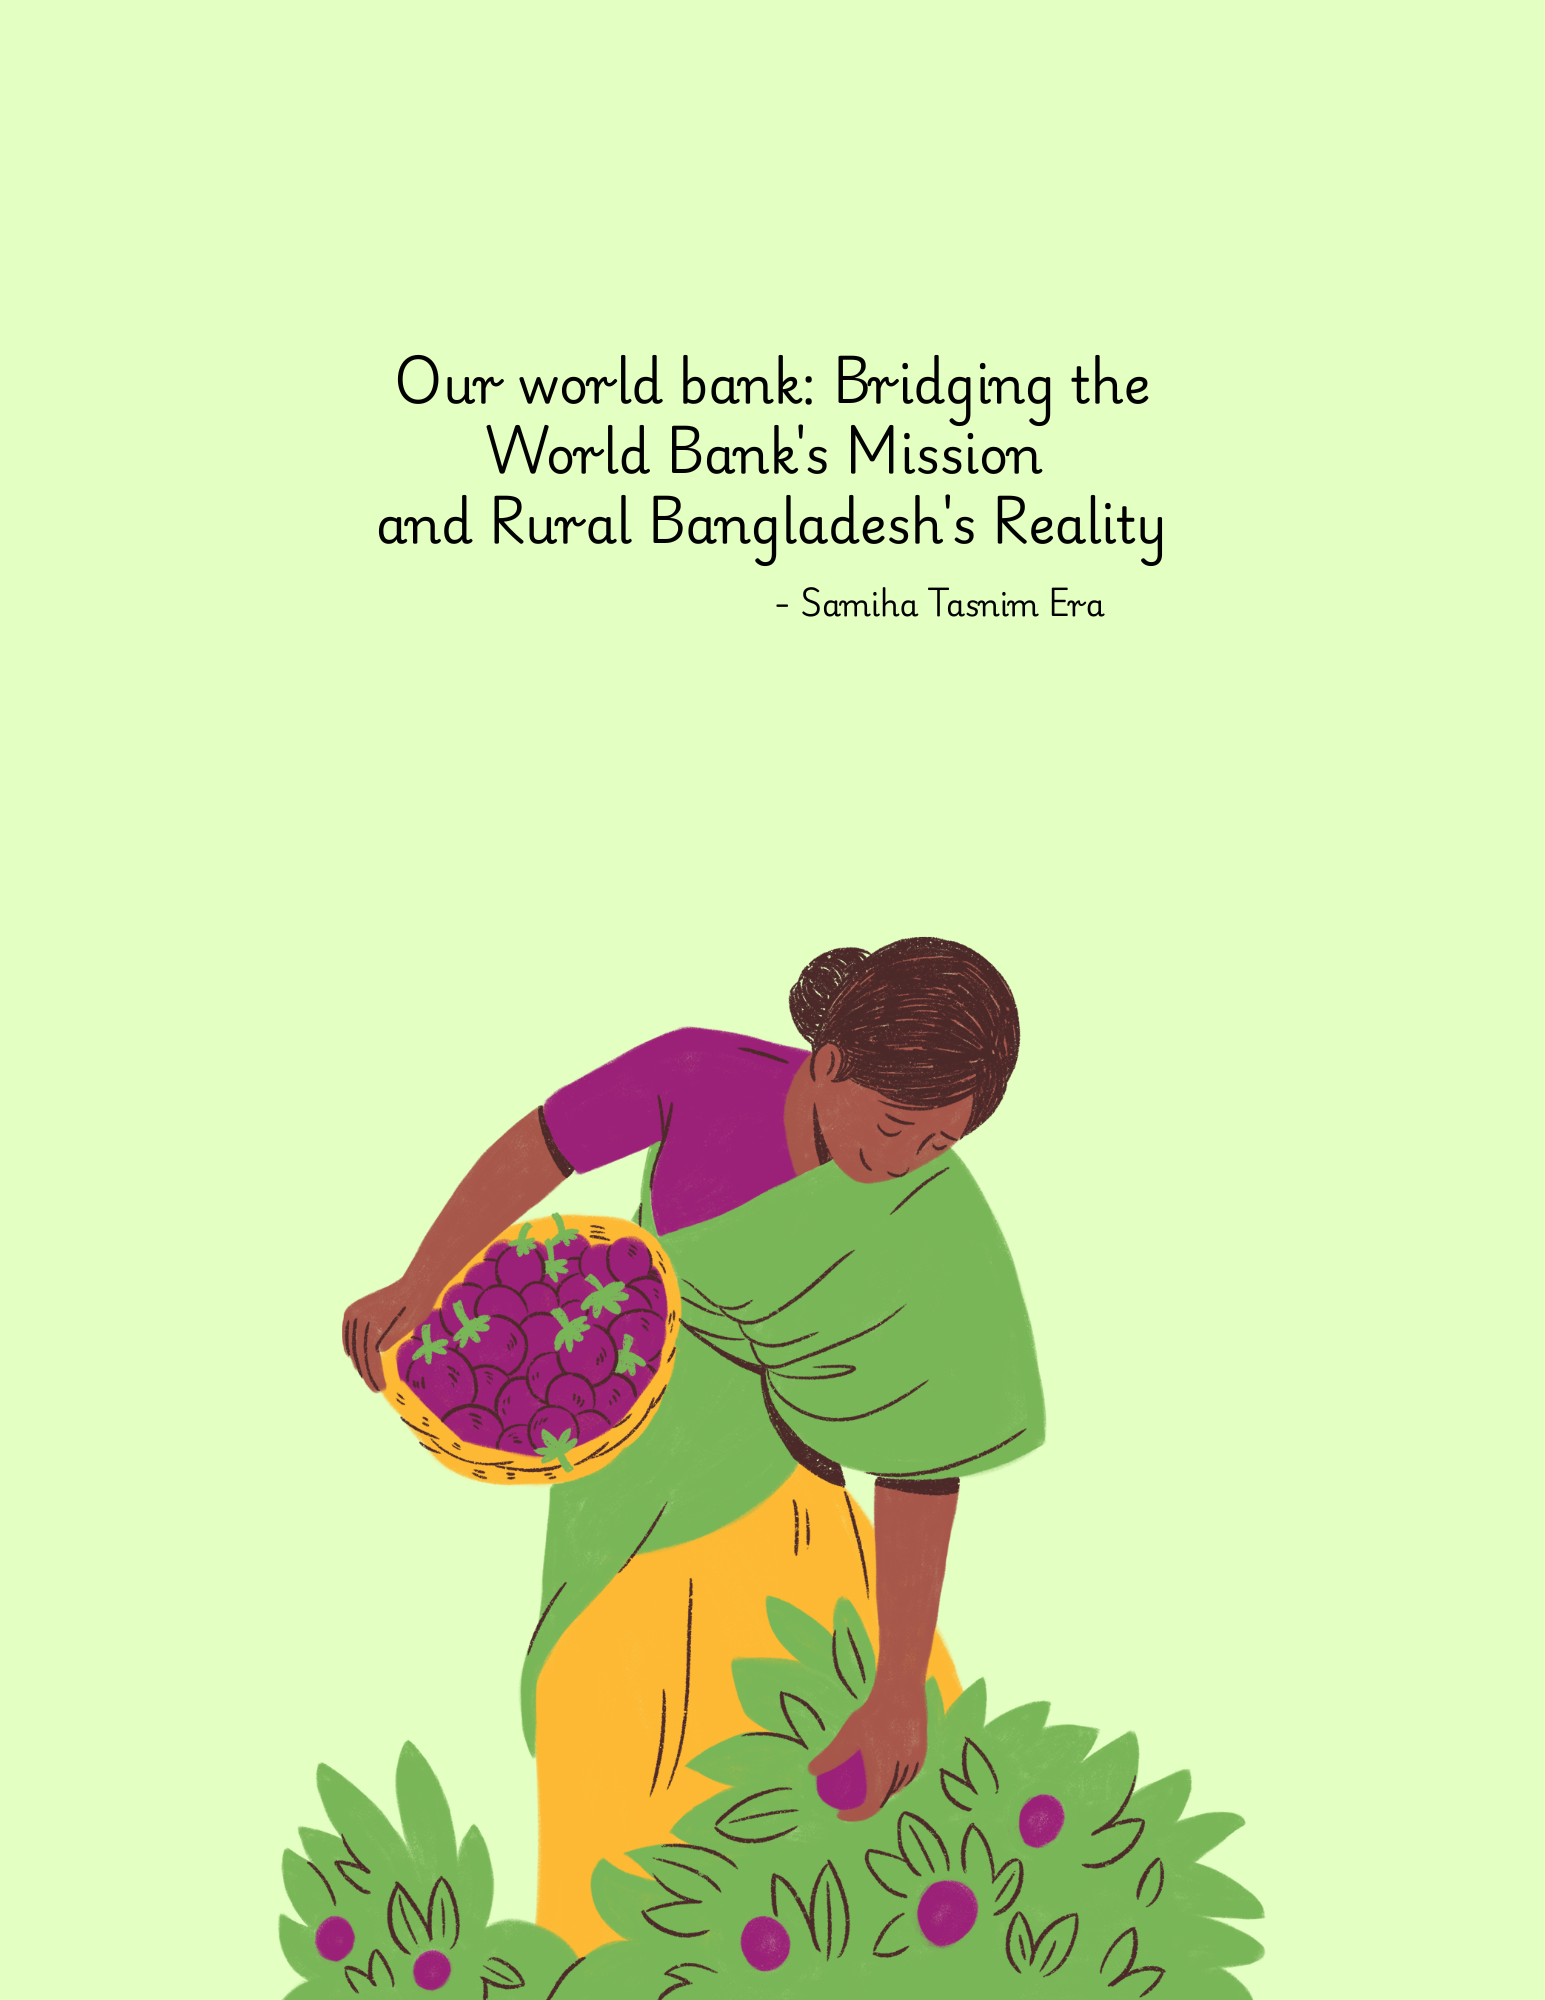 Our world bank: Bridging the
World Bank's Mission
and Rural Bangladesh's Reality
- Samiha Tasnim Era